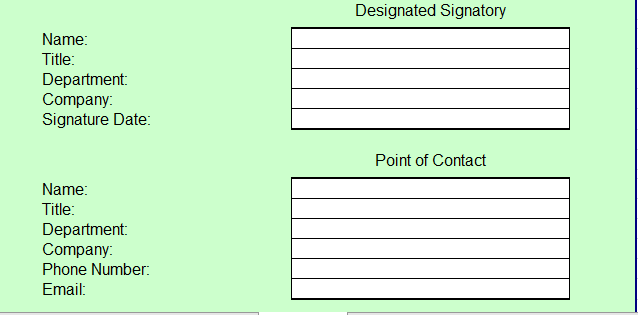 Designated Signatory
Name:
Title:
Department:
Company:
Signature Date:
Point of Contact
Name:
Title:
Department:
Company:
Phone Number:
Email: